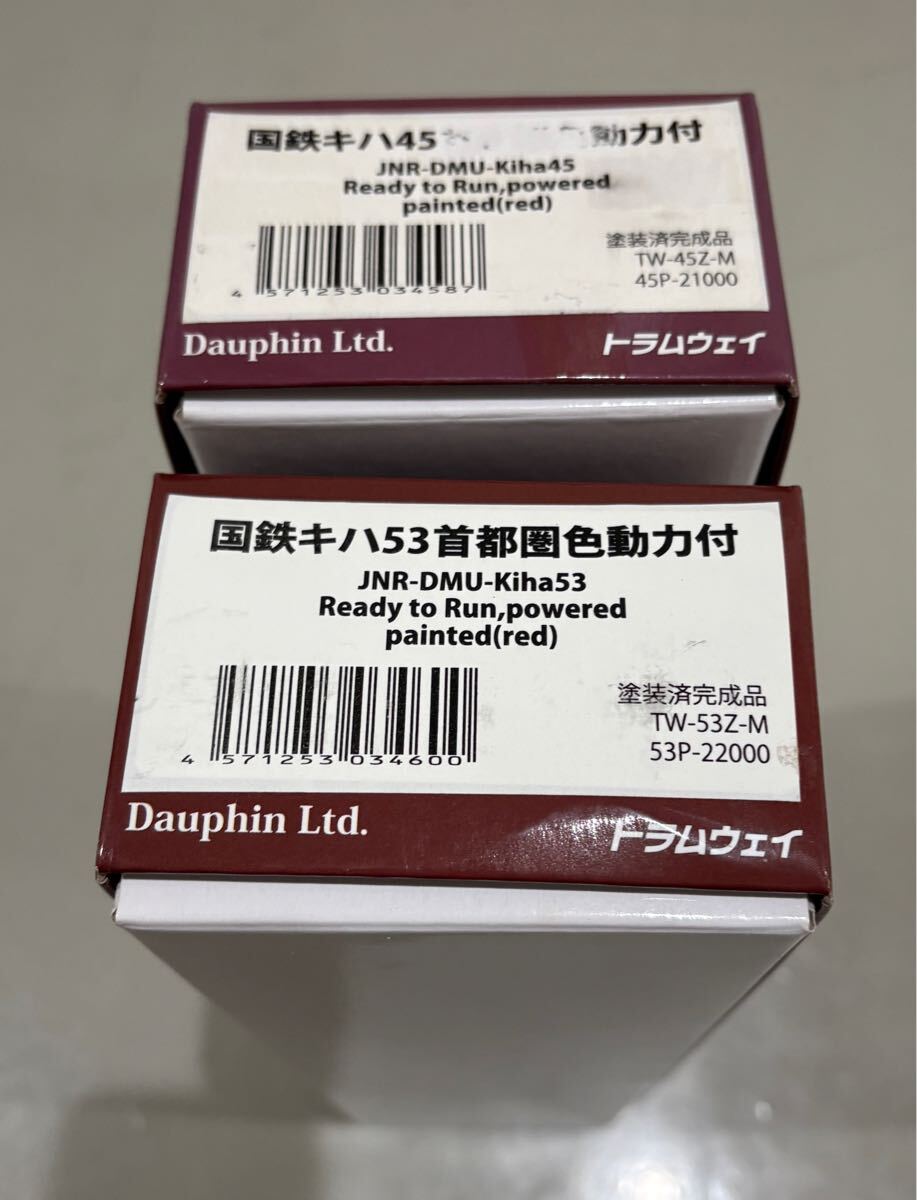 国鉄キハ45 動力付
JNR-DMU-Kiha45
Ready to Run,powered
painted(red)
塗装済完成品
TW-45Z-M
45P-21000
4 571253 034587
Dauphin Ltd.
トラムウェイ
国鉄キハ53首都圏色動力付
JNR-DMU-Kiha53
Ready to Run,powered
painted(red)
塗装済完成品
TW-53Z-M
53P-22000
4 571253 034600
Dauphin Ltd.
トラムウェイ